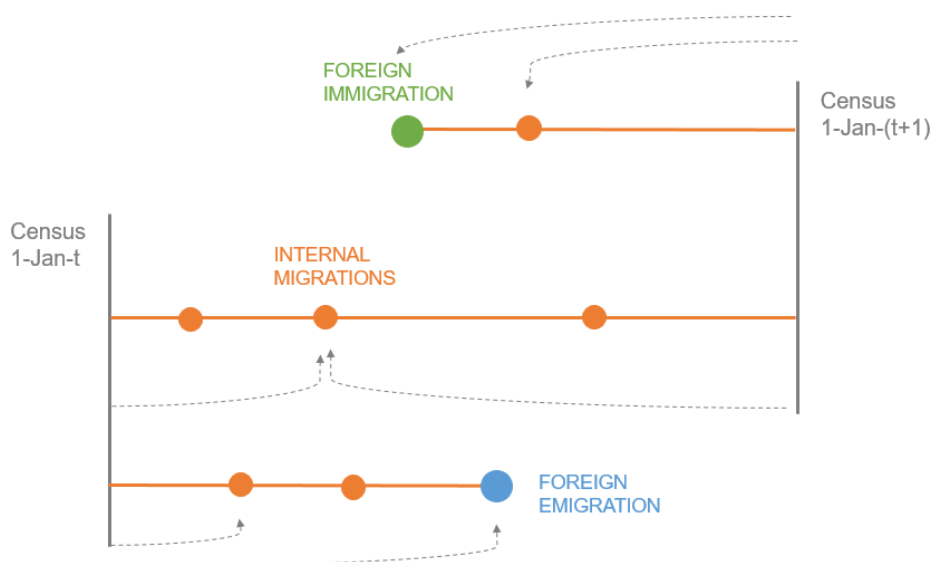 FOREIGN
IMMIGRATION
Census
1-Jan-(t+1)
Census
1-Jan-t
INTERNAL
MIGRATIONS
FOREIGN
EMIGRATION